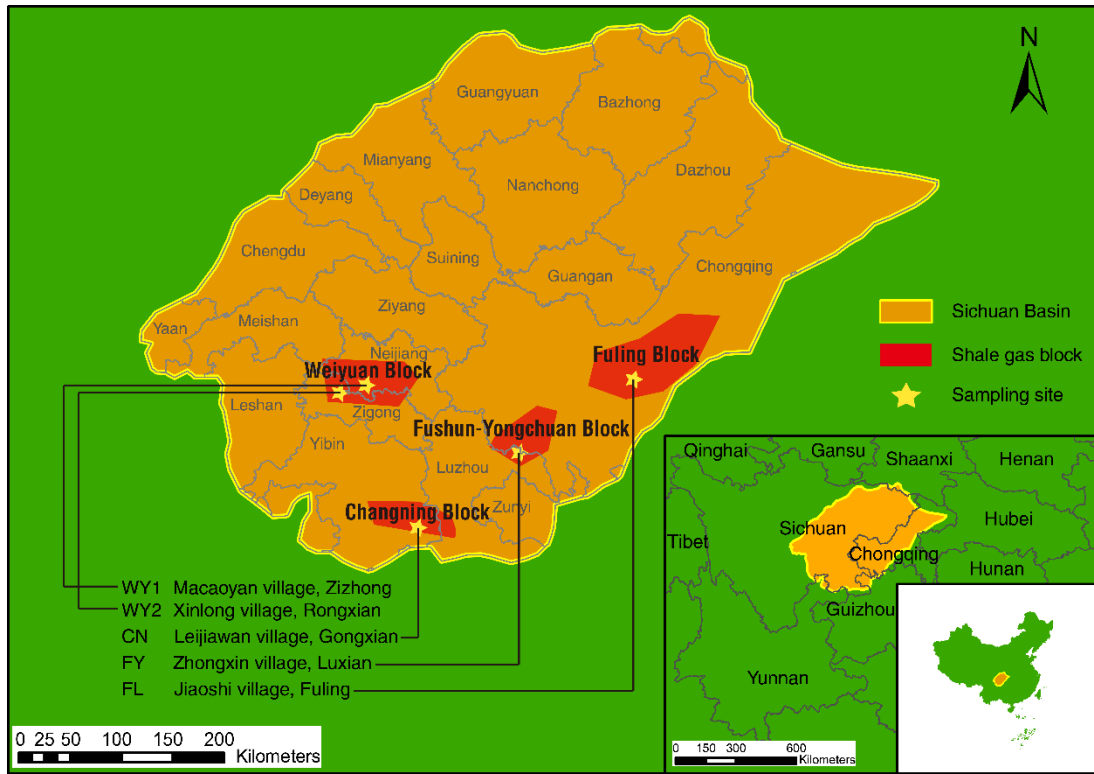 N
Guangyuan
Bazhong
Mianyang
Dazhou
Nanchong
Deyang
Chengdu
Suining
Chongqing
Guangan
Ziyang
Meishan
Yaan
Neijiang
Weiyuan Block
Fuling Block
Leshan
Zigong
Fushun-Yongchuan Block
Yibin
Luzhou
Changning Block
Zunyi
Sichuan Basin
Shale gas block
Sampling site
WY1 Macaoyan village, Zizhong
WY2 Xinlong village, Rongxian
CN Leijiawan village, Gongxian
FY Zhongxin village, Luxian
FL Jiaoshi village, Fuling
0 25 50 100 150 200
Kilometers
Qinghai
Gansu
Shaanxi
Henan
Tibet
Sichuan
Hubei
Chongqing
Hunan
Guizhou
Yunnan
0 150 300 600
Kilometers